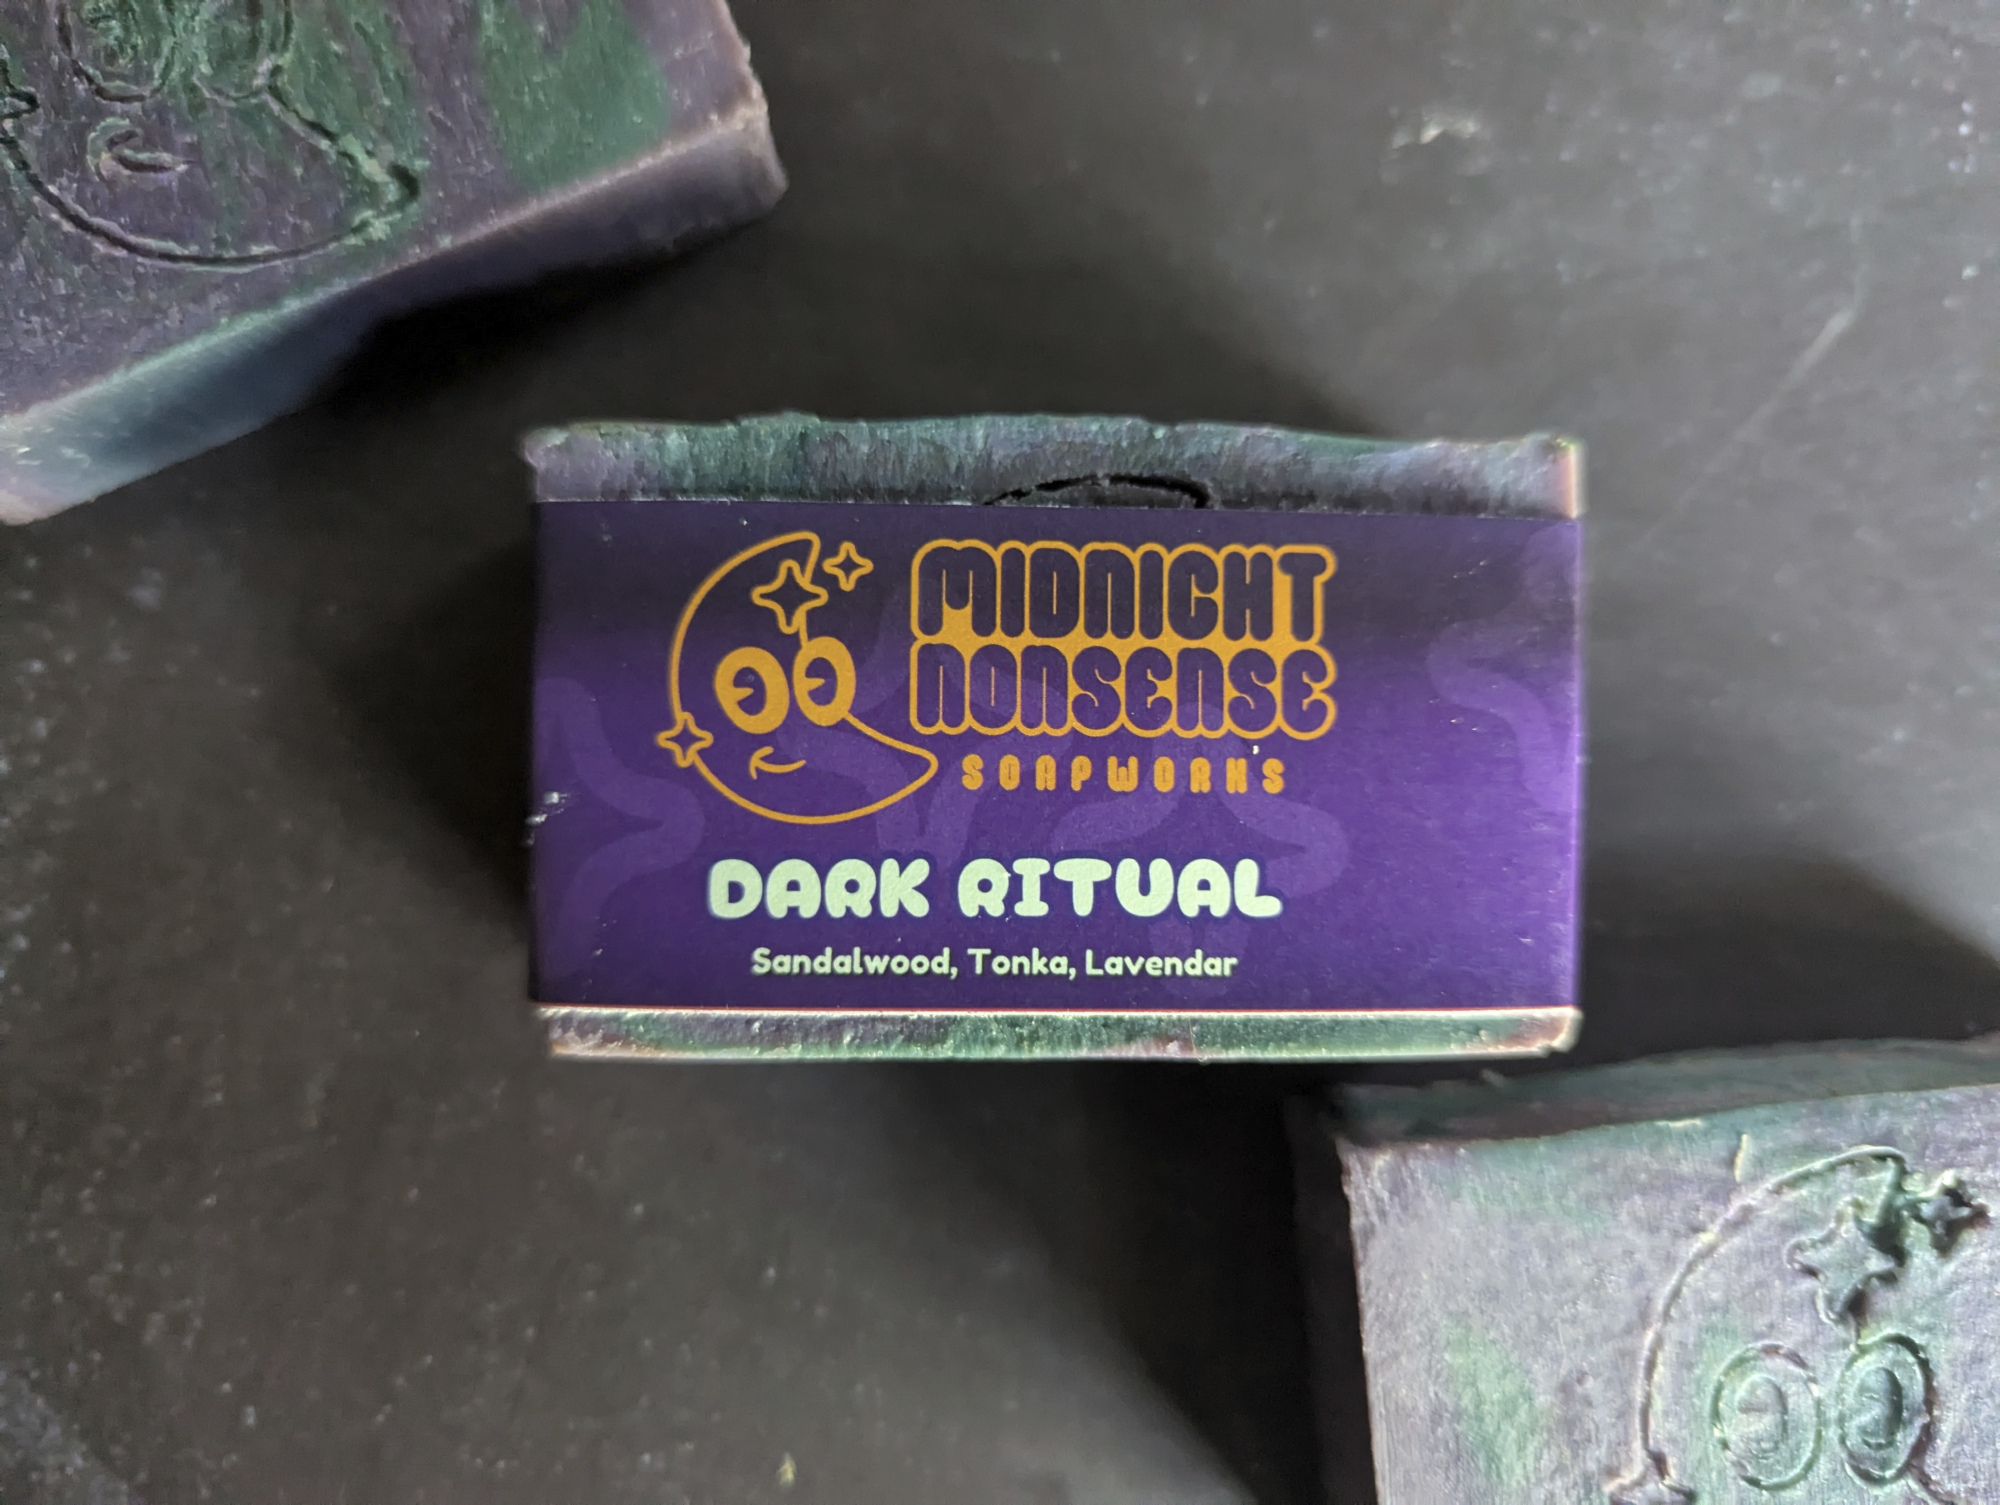 MIDNIGHT
NONSENSE
SOAPWORKS
DARK RITUAL
Sandalwood, Tonka, Lavendar